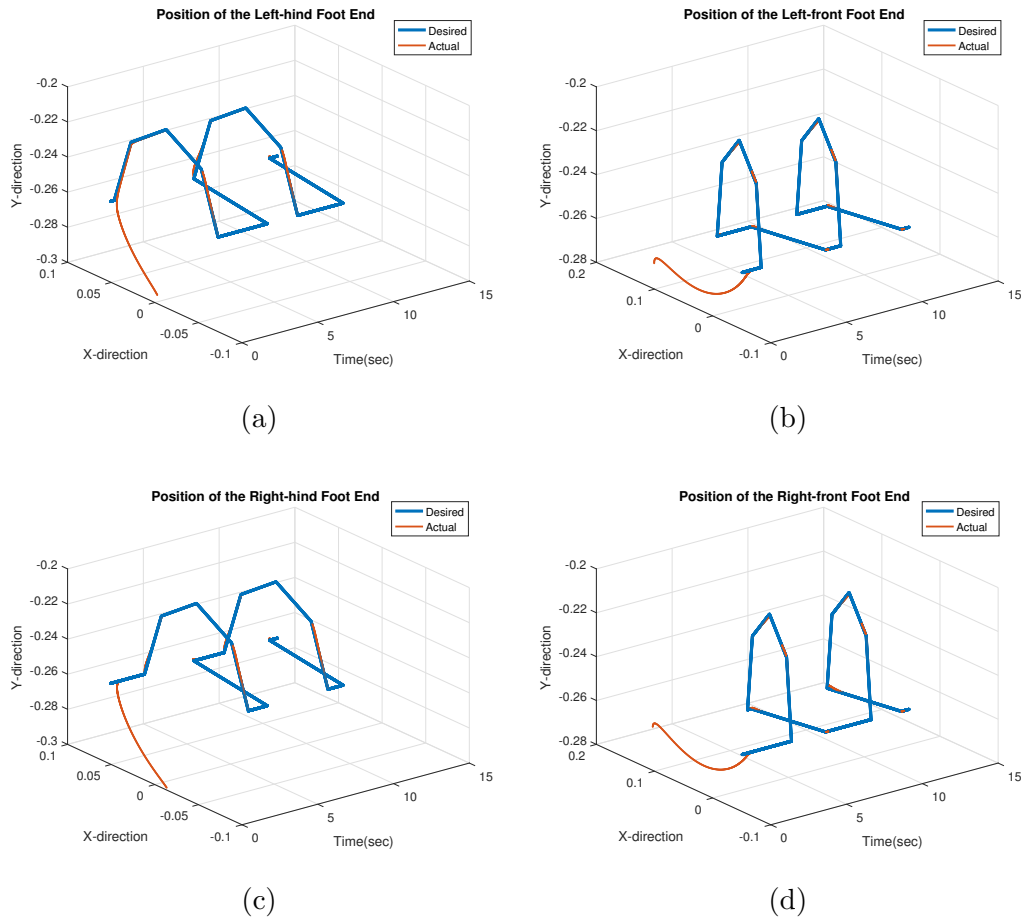 Position of the Left-hind Foot End
Desired
Actual
-0.2
-0.22
-0.24
-0.26
-0.28
-0.3
Y-direction
0.1
0.05
0
-0.05
-0.1
X-direction
0
5
10
15
Time(sec)
(a)
Position of the Left-front Foot End
Desired
Actual
-0.2
-0.22
-0.24
-0.26
-0.28
Y-direction
0.2
0.1
0
-0.1
X-direction
0
5
10
15
Time(sec)
(b)
Position of the Right-hind Foot End
Desired
Actual
-0.2
-0.22
-0.24
-0.26
-0.28
-0.3
Y-direction
0.1
0.05
0
-0.05
-0.1
X-direction
0
5
10
15
Time(sec)
(c)
Position of the Right-front Foot End
Desired
Actual
-0.2
-0.22
-0.24
-0.26
-0.28
Y-direction
0.2
0.1
0
-0.1
X-direction
0
5
10
15
Time(sec)
(d)